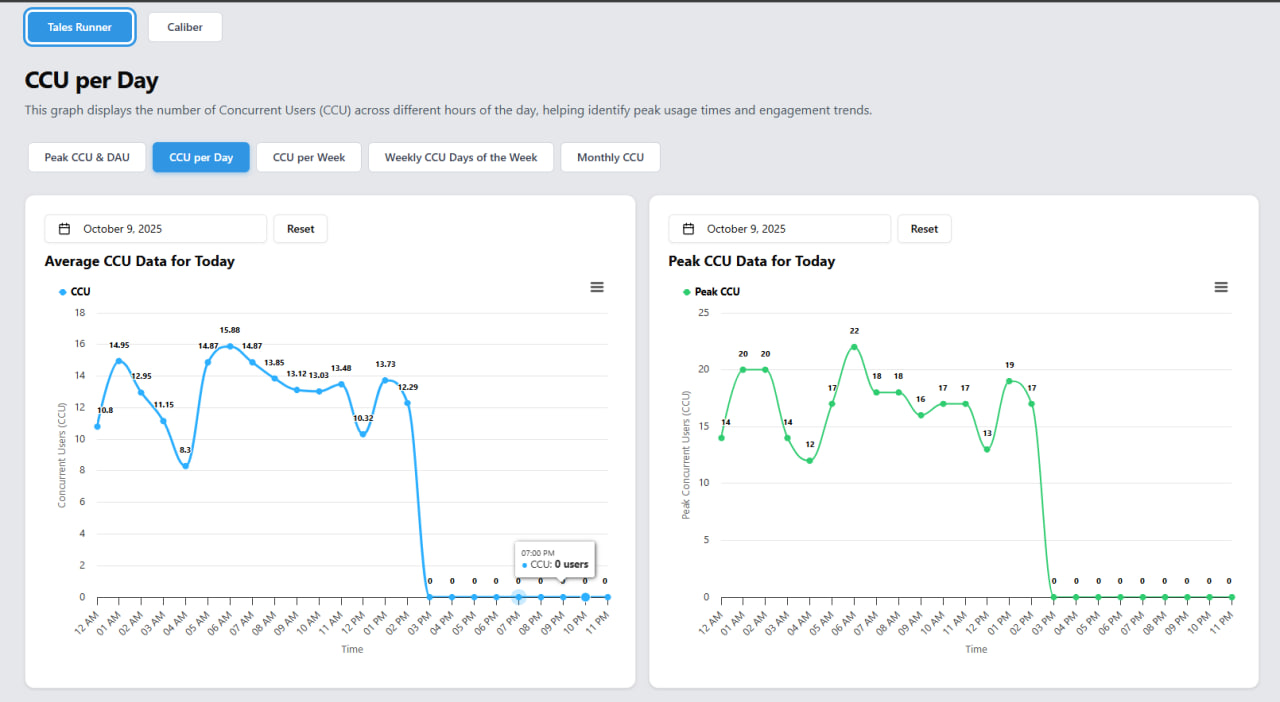 Tales Runner
Caliber
CCU per Day
This graph displays the number of Concurrent Users (CCU) across different hours of the day, helping identify peak usage times and engagement trends.
Peak CCU & DAU
CCU per Day
CCU per Week
Weekly CCU Days of the Week
Monthly CCU
October 9, 2025
Reset
Average CCU Data for Today
CCU
18
16
14
12
10
8
6
4
2
0
Concurrent Users (CCU)
10.8
14.95
12.95
11.15
8.3
14.87
15.88
14.87
13.85
13.12
13.03
13.48
10.32
13.73
12.29
0
0
0
0
0
0
0
0
0
07:00 PM
CCU: 0 users
12 AM
01 AM
02 AM
03 AM
04 AM
05 AM
06 AM
07 AM
08 AM
09 AM
10 AM
11 AM
12 PM
01 PM
02 PM
03 PM
04 PM
05 PM
06 PM
07 PM
08 PM
09 PM
10 PM
11 PM
Time
October 9, 2025
Reset
Peak CCU Data for Today
Peak CCU
25
20
15
10
5
0
Peak Concurrent Users (CCU)
14
20
20
14
12
17
22
18
18
16
17
17
13
19
17
0
0
0
0
0
0
0
0
0
12 AM
01 AM
02 AM
03 AM
04 AM
05 AM
06 AM
07 AM
08 AM
09 AM
10 AM
11 AM
12 PM
01 PM
02 PM
03 PM
04 PM
05 PM
06 PM
07 PM
08 PM
09 PM
10 PM
11 PM
Time